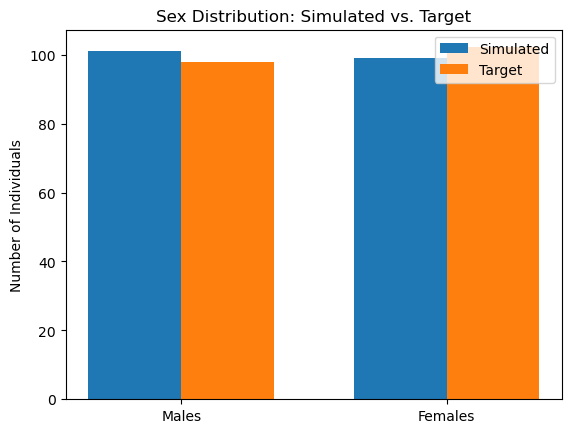 Sex Distribution: Simulated vs. Target
Simulated
Target
Number of Individuals
100
80
60
40
20
0
Males
Females